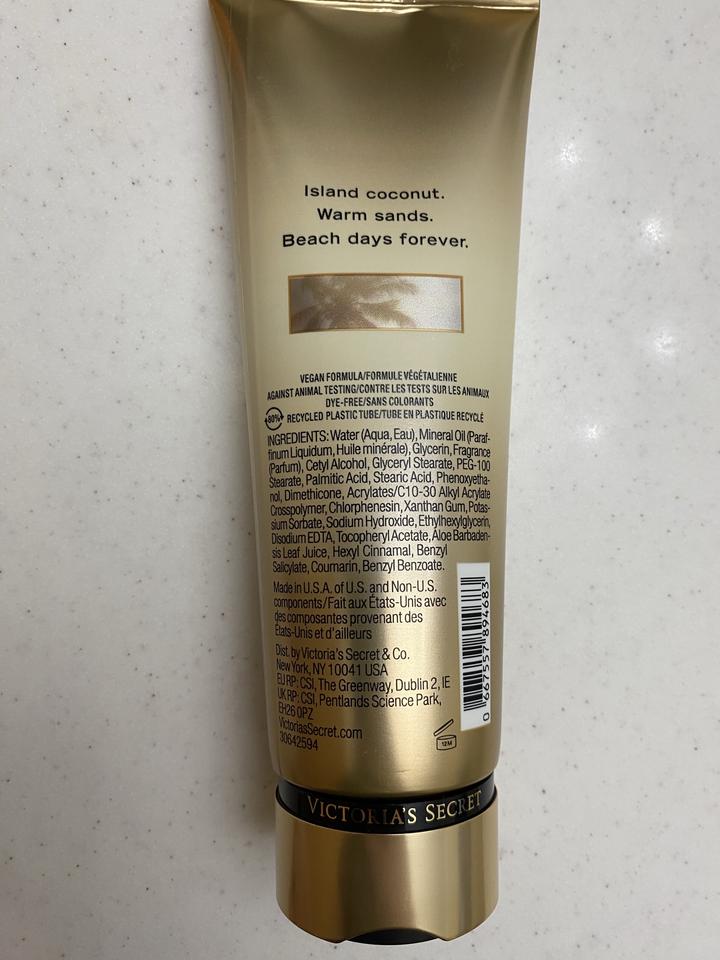 Island coconut.
Warm sands.
Beach days forever.
VEGAN FORMULA/FORMULE VÉGÉTALIENNE
AGAINST ANIMAL TESTING/CONTRE LES TESTS SUR LES ANIMAUX
DYE-FREE/SANS COLORANTS
80% RECYCLED PLASTIC TUBE/TUBE EN PLASTIQUE RECYCLÉ
INGREDIENTS: Water (Aqua, Eau), Mineral Oil (Paraf-
finum Liquidum, Huile minérale), Glycerin, Fragrance
(Parfum), Cetyl Alcohol, Glyceryl Stearate, PEG-100
Stearate, Palmitic Acid, Stearic Acid, Phenoxyetha-
nol, Dimethicone, Acrylates/C10-30 Alkyl Acrylate
Crosspolymer, Chlorphenesin, Xanthan Gum, Potas-
sium Sorbate, Sodium Hydroxide, Ethylhexylglycerin,
Disodium EDTA, Tocopheryl Acetate, Aloe Barbaden-
sis Leaf Juice, Hexyl Cinnamal, Benzyl
Salicylate, Coumarin, Benzyl Benzoate.
Made in U.S.A. of U.S. and Non-U.S.
components/Fait aux États-Unis avec
des composantes provenant des
États-Unis et d'ailleurs
Dist. by Victoria's Secret & Co.
New York, NY 10041 USA
EU RP: CSI, The Greenway, Dublin 2, IE
UK RP: CSI, Pentlands Science Park,
EH26 0PZ
VictoriasSecret.com
30642594
0 667557 894683
12M
VICTORIA'S SECRET